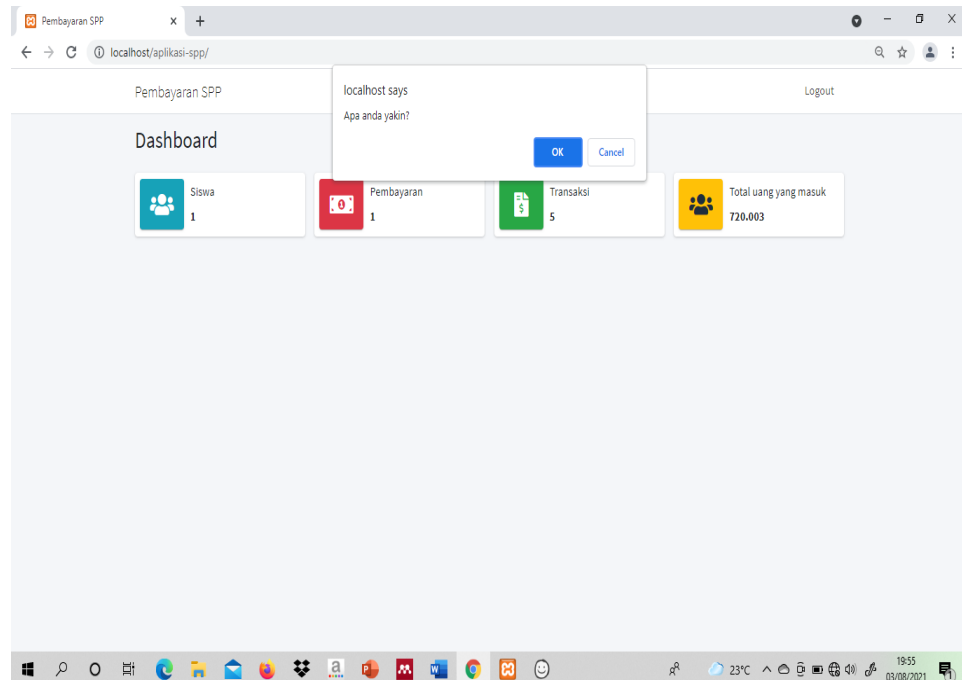 Pembayaran SPP
localhost/aplikasi-spp/
Pembayaran SPP
Logout
localhost says
Apa anda yakin?
OK
Cancel
Dashboard
Siswa
1
Pembayaran
1
Transaksi
5
Total uang yang masuk
720.003
23°C
19:55
03/08/2021